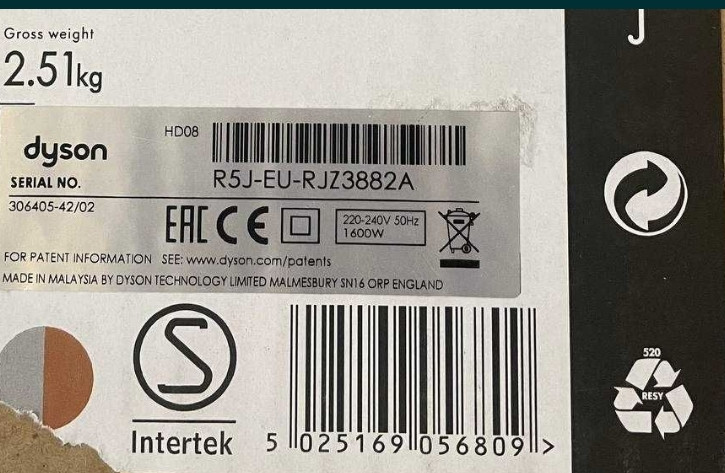 Gross weight
2.51kg
J
dyson
HD08
SERIAL NO.
R5J-EU-RJZ3882A
306405-42/02
EAC CE
220-240V 50Hz
1600W
FOR PATENT INFORMATION SEE: www.dyson.com/patents
MADE IN MALAYSIA BY DYSON TECHNOLOGY LIMITED MALMESBURY SN16 ORP ENGLAND
S
Intertek
5 025169 056809 >
520
RESY